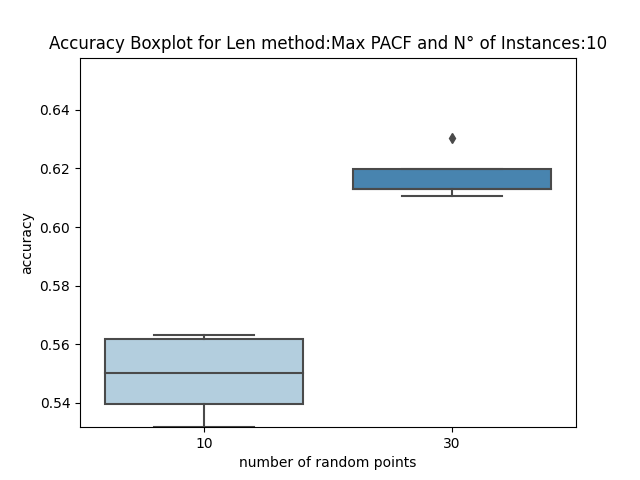 Accuracy Boxplot for Len method:Max PACF and N° of Instances:10
0.64
0.62
0.60
0.58
0.56
0.54
accuracy
10 30
number of random points